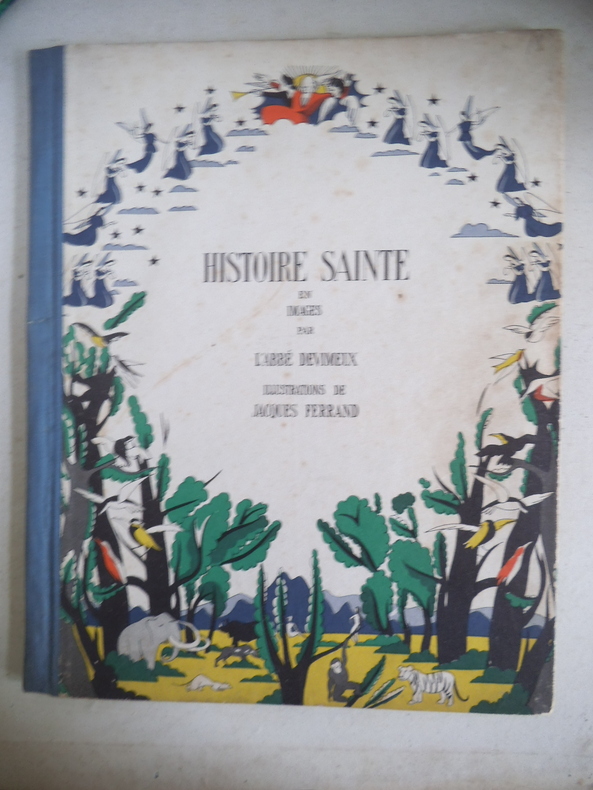 HISTOIRE SAINTE
EN
IMAGES
PAR
L'ABBÉ DEVIMEUX
ILLUSTRATIONS DE
JACQUES FERRAND